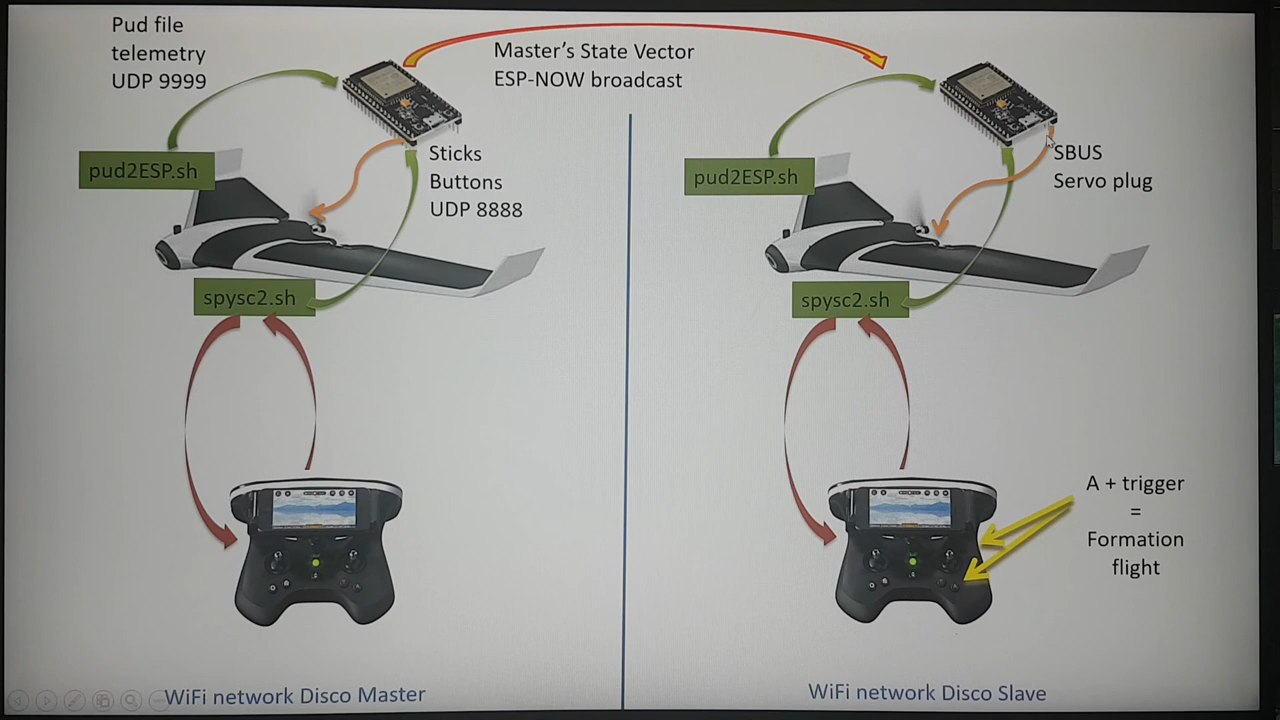 Pud file
telemetry
UDP 9999
Master's State Vector
ESP-NOW broadcast
pud2ESP.sh
Sticks
Buttons
UDP 8888
spysc2.sh
WiFi network Disco Master
pud2ESP.sh
SBUS
Servo plug
spysc2.sh
A + trigger
=
Formation
flight
WiFi network Disco Slave